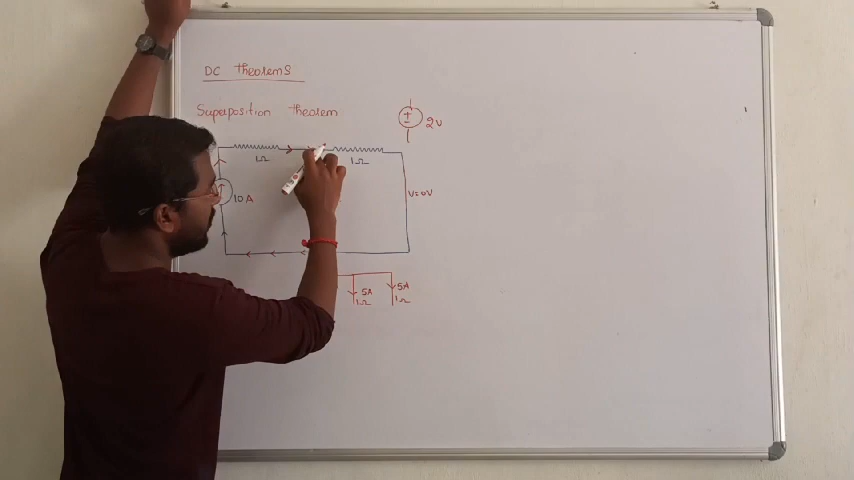 DC Theorems
Superposition Theorem
2v
1Ω
1Ω
10A
V=0V
5A
5A
1Ω
1Ω